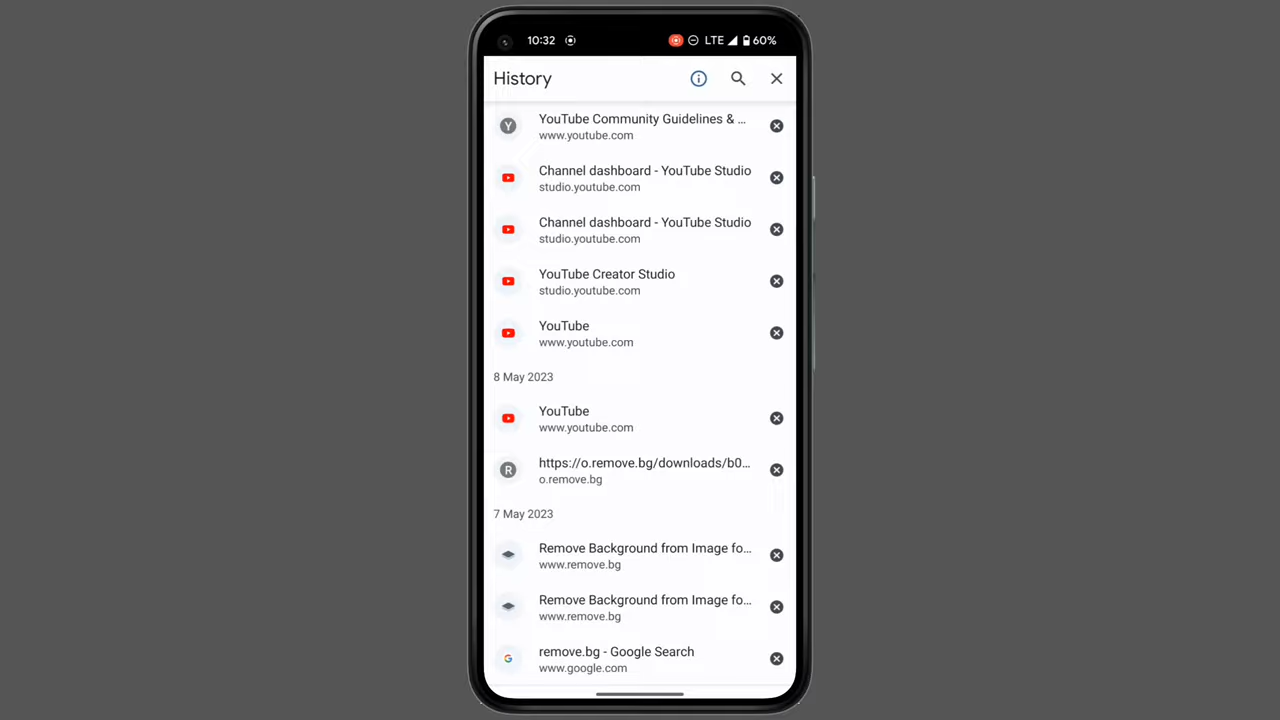 10:32 LTE 60%
History
Y
YouTube Community Guidelines & ...
www.youtube.com
Channel dashboard - YouTube Studio
studio.youtube.com
Channel dashboard - YouTube Studio
studio.youtube.com
YouTube Creator Studio
studio.youtube.com
YouTube
www.youtube.com
8 May 2023
YouTube
www.youtube.com
R
https://o.remove.bg/downloads/b0...
o.remove.bg
7 May 2023
Remove Background from Image fo...
www.remove.bg
Remove Background from Image fo...
www.remove.bg
G
remove.bg - Google Search
www.google.com